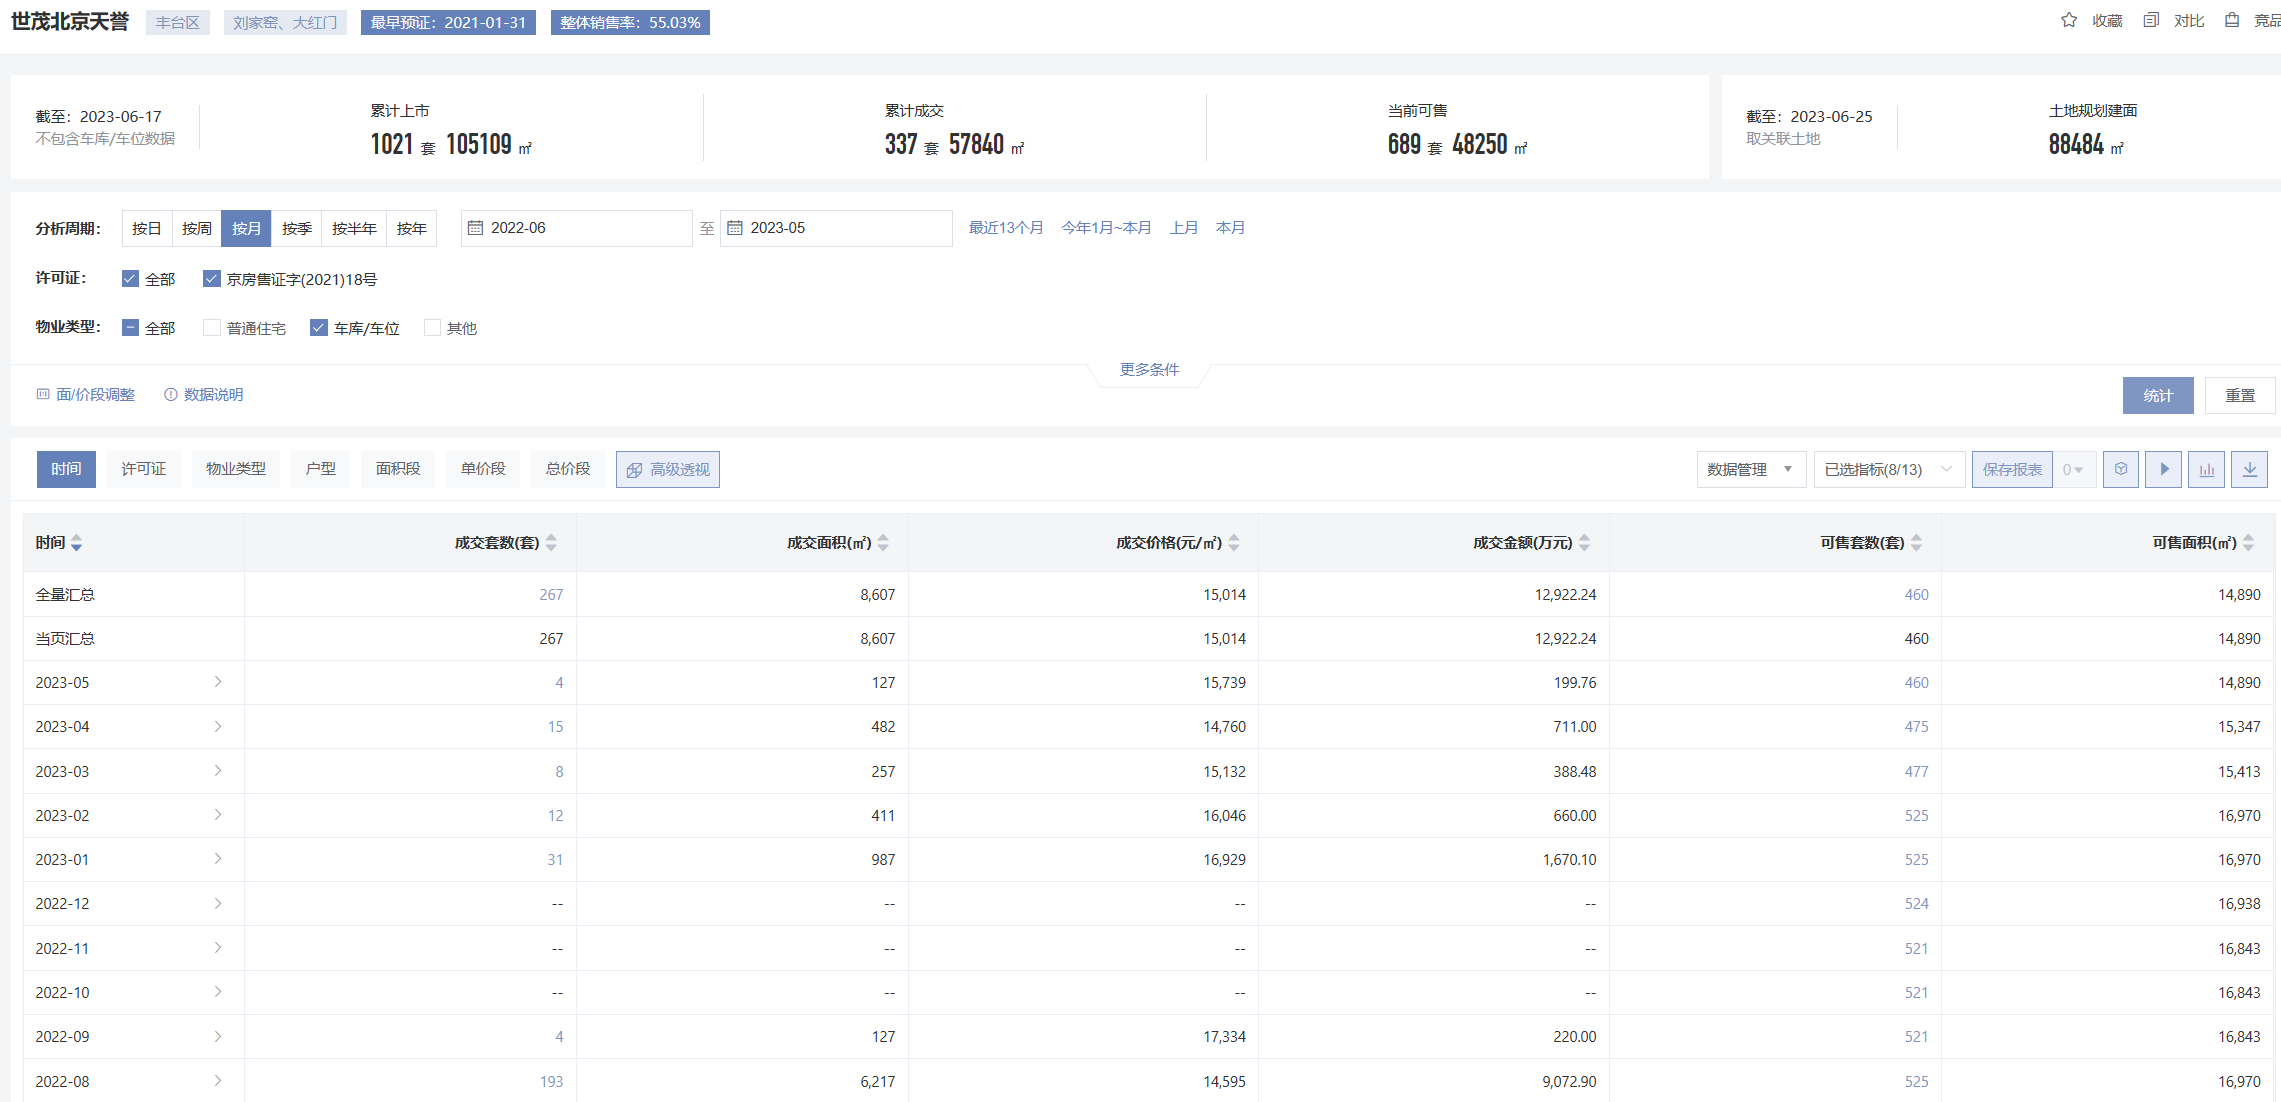 世茂北京天誉 丰台区 刘家窑、大红门 最早预证：2021-01-31 整体销售率：55.03% 收藏 对比 竞品
截至：2023-06-17
不包含车库/车位数据
累计上市
1021 套 105109 ㎡
累计成交
337 套 57840 ㎡
当前可售
689 套 48250 ㎡
截至：2023-06-25
取关联土地
土地规划建面
88484 ㎡
分析周期： 按日 按周 按月 按季 按半年 按年 2022-06 至 2023-05 最近13个月 今年1月~本月 上月 本月
许可证： 全部 京房售证字(2021)18号
物业类型： 全部 普通住宅 车库/车位 其他
更多条件
面/价段调整 数据说明 统计 重置
时间 许可证 物业类型 户型 面积段 单价段 总价段 高级透视 数据管理 已选指标(8/13) 保存报表 0
时间 成交套数(套) 成交面积(㎡) 成交价格(元/㎡) 成交金额(万元) 可售套数(套) 可售面积(㎡)
全量汇总 267 8,607 15,014 12,922.24 460 14,890
当页汇总 267 8,607 15,014 12,922.24 460 14,890
2023-05 4 127 15,739 199.76 460 14,890
2023-04 15 482 14,760 711.00 475 15,347
2023-03 8 257 15,132 388.48 477 15,413
2023-02 12 411 16,046 660.00 525 16,970
2023-01 31 987 16,929 1,670.10 525 16,970
2022-12 -- -- -- -- 524 16,938
2022-11 -- -- -- -- 521 16,843
2022-10 -- -- -- -- 521 16,843
2022-09 4 127 17,334 220.00 521 16,843
2022-08 193 6,217 14,595 9,072.90 525 16,970